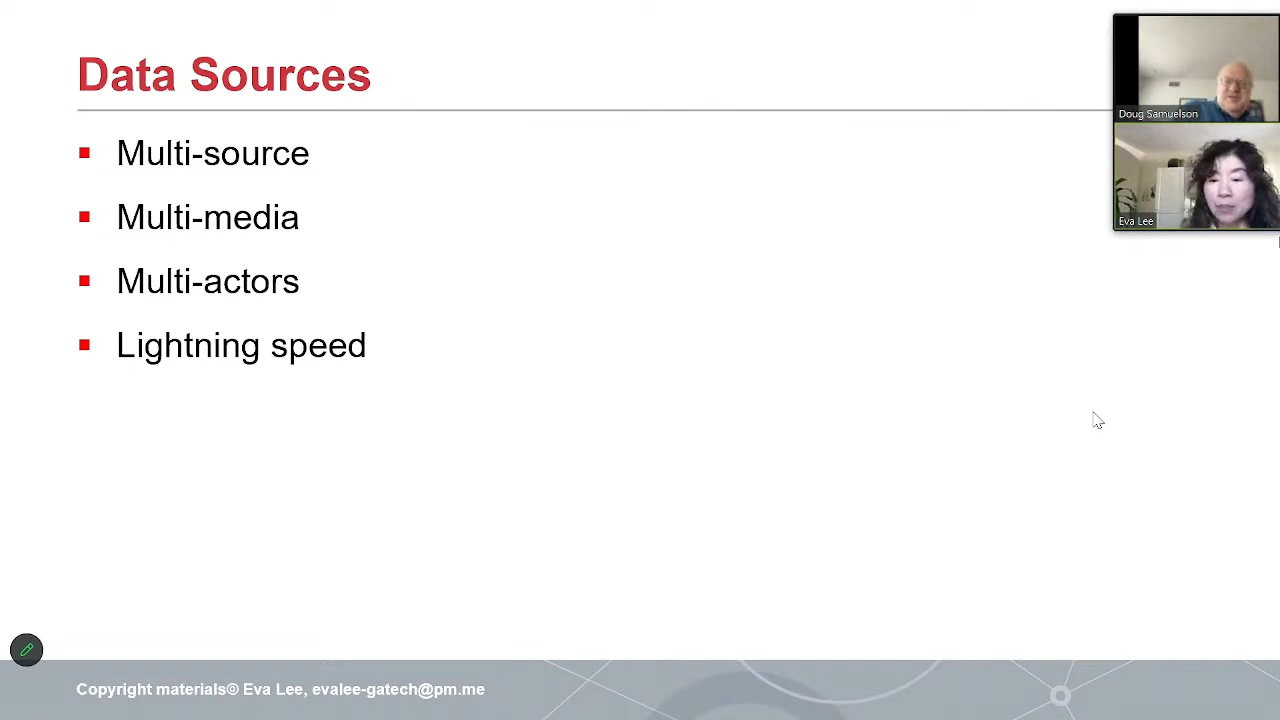 Data Sources
Multi-source
Multi-media
Multi-actors
Lightning speed
Doug Samuelson
Eva Lee
Copyright materials© Eva Lee, evalee-gatech@pm.me